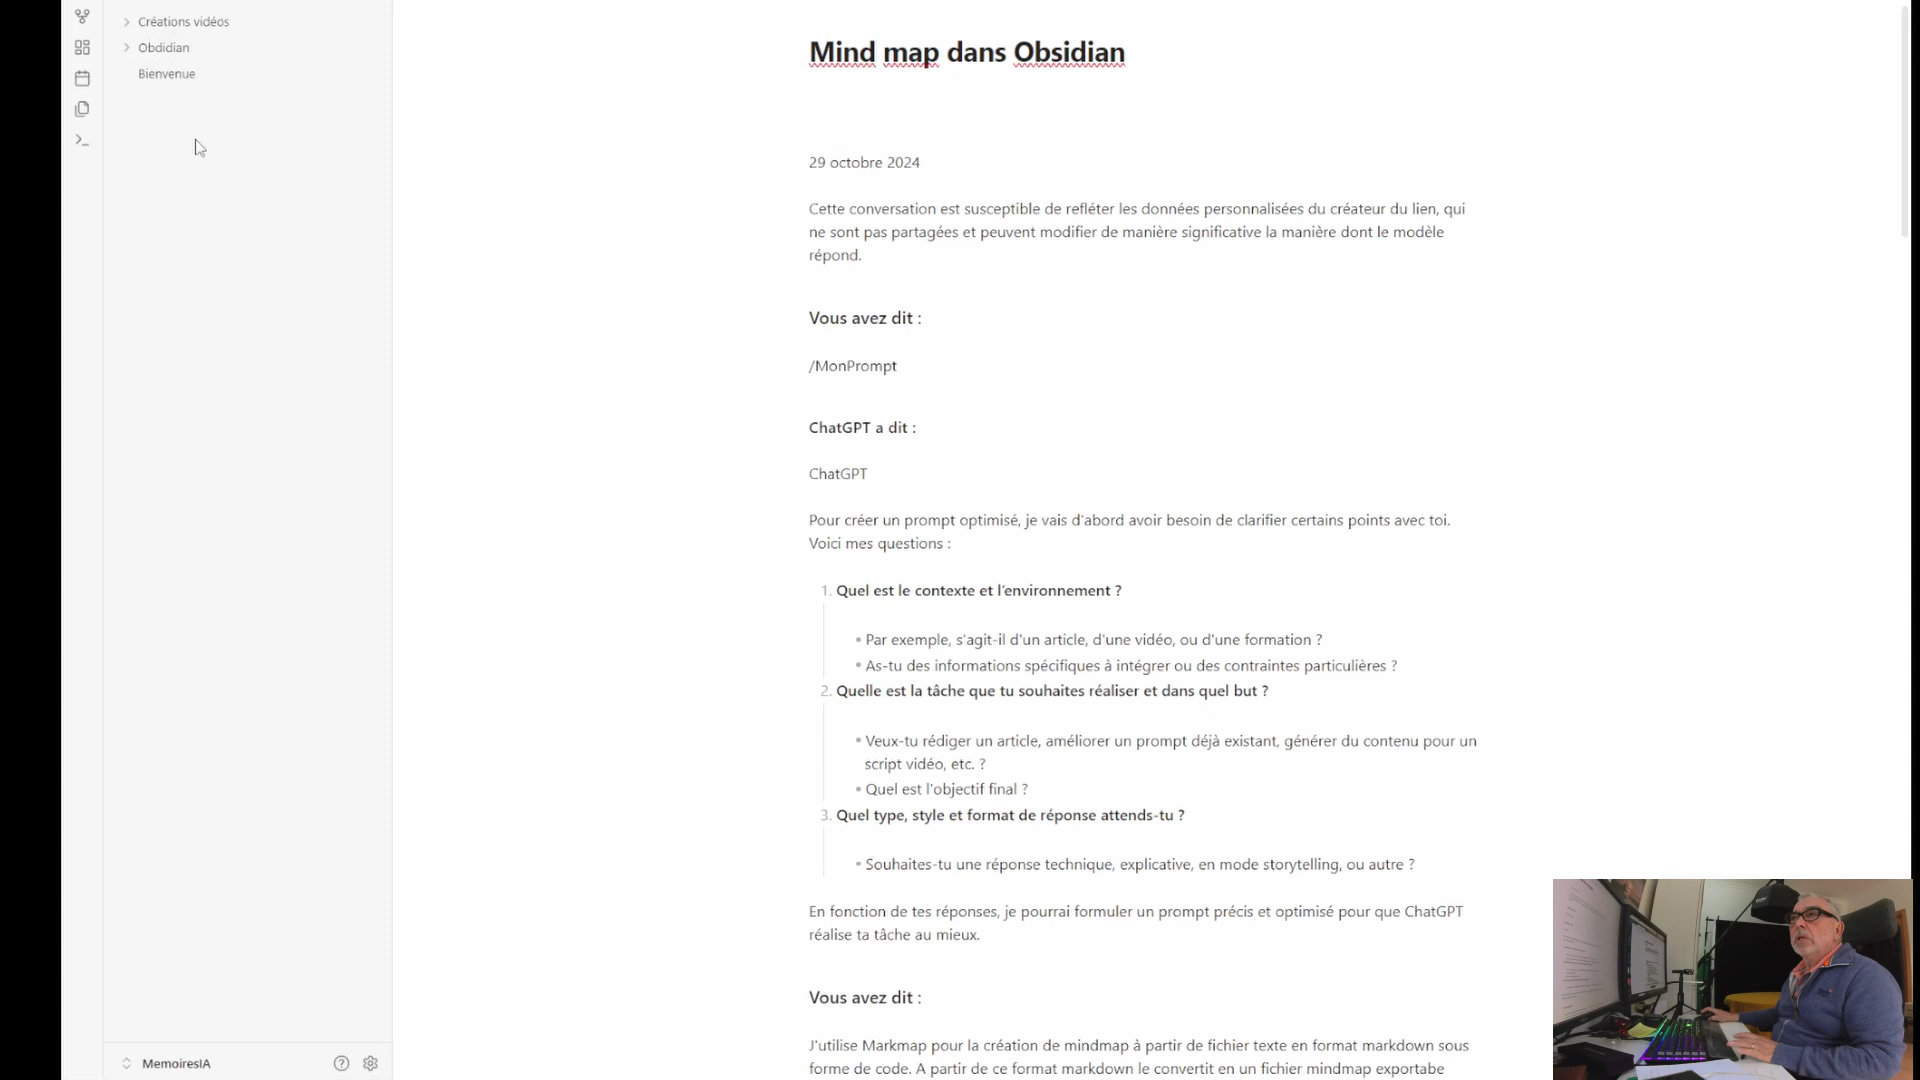 Créations vidéos
Obdidian
Bienvenue
MemoiresIA
Mind map dans Obsidian
29 octobre 2024
Cette conversation est susceptible de refléter les données personnalisées du créateur du lien, qui
ne sont pas partagées et peuvent modifier de manière significative la manière dont le modèle
répond.
Vous avez dit :
/MonPrompt
ChatGPT a dit :
ChatGPT
Pour créer un prompt optimisé, je vais d'abord avoir besoin de clarifier certains points avec toi.
Voici mes questions :
1. Quel est le contexte et l'environnement ?
• Par exemple, s'agit-il d'un article, d'une vidéo, ou d'une formation ?
• As-tu des informations spécifiques à intégrer ou des contraintes particulières ?
2. Quelle est la tâche que tu souhaites réaliser et dans quel but ?
• Veux-tu rédiger un article, améliorer un prompt déjà existant, générer du contenu pour un
script vidéo, etc. ?
• Quel est l'objectif final ?
3. Quel type, style et format de réponse attends-tu ?
• Souhaites-tu une réponse technique, explicative, en mode storytelling, ou autre ?
En fonction de tes réponses, je pourrai formuler un prompt précis et optimisé pour que ChatGPT
réalise ta tâche au mieux.
Vous avez dit :
J'utilise Markmap pour la création de mindmap à partir de fichier texte en format markdown sous
forme de code. A partir de ce format markdown le convertit en un fichier mindmap exportabe